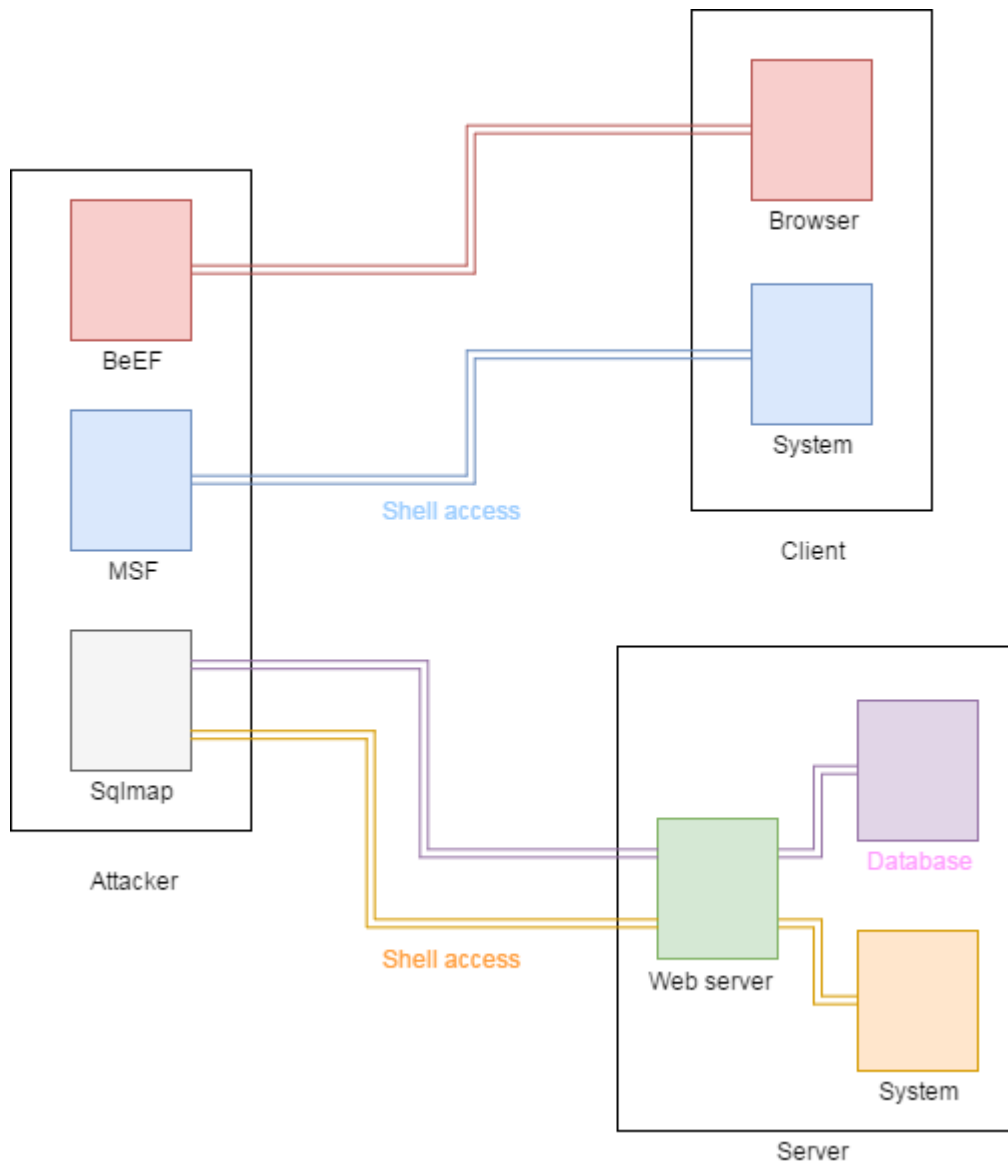 Browser
BeEF
System
Shell access
Client
MSF
Sqlmap
Attacker
Database
Shell access
Web server
System
Server